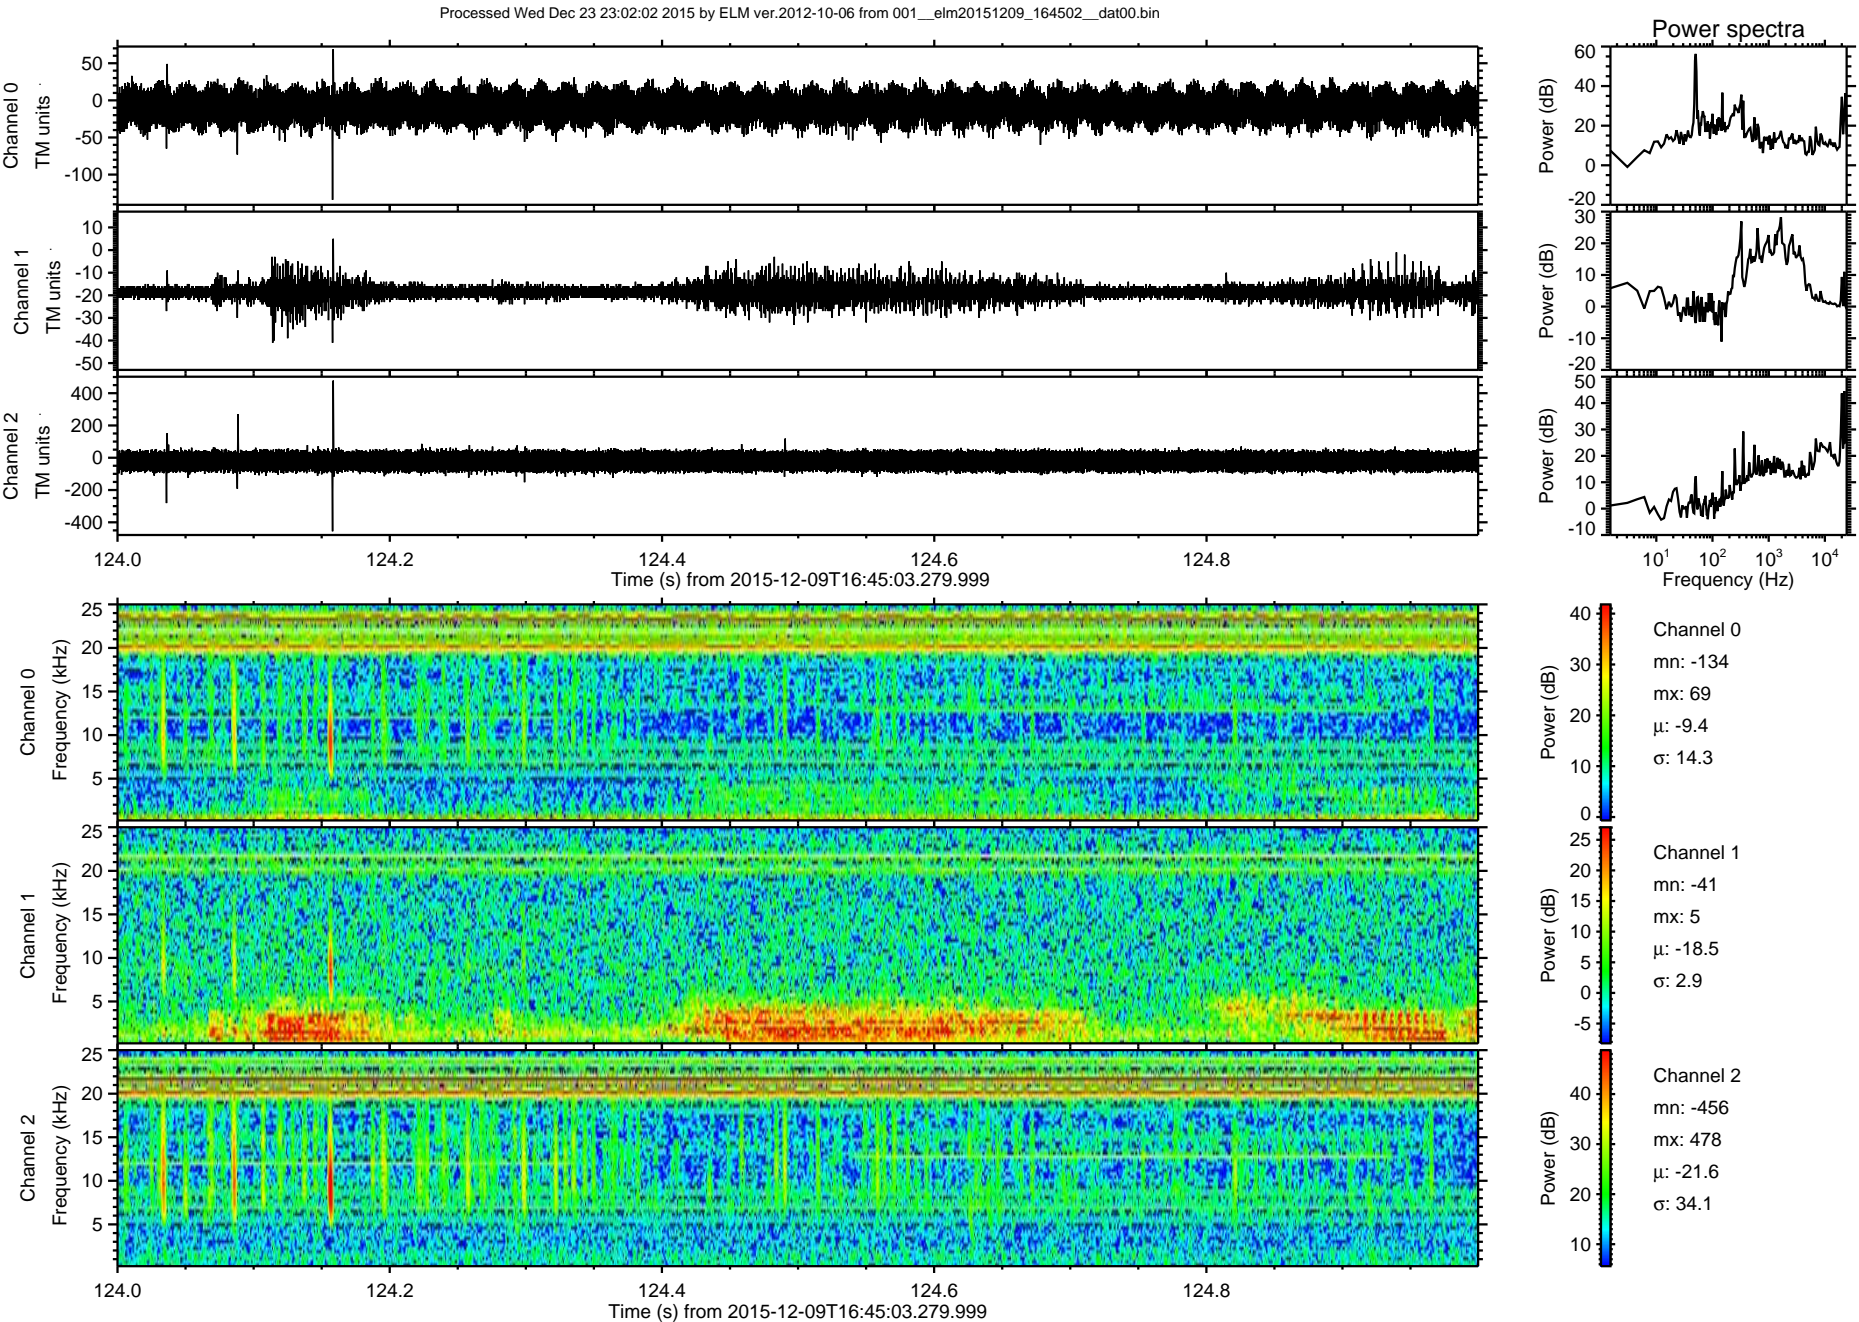 Processed Wed Dec 23 23:02:02 2015 by ELM ver.2012-10-06 from 001__elm20151209_164502__dat00.bin
Power spectra
Channel 0
TM units
50
0
-50
-100
Power (dB)
60
40
20
0
-20
Channel 1
TM units
10
0
-10
-20
-30
-40
-50
Power (dB)
30
20
10
0
-10
-20
Channel 2
TM units
400
200
0
-200
-400
Power (dB)
50
40
30
20
10
0
-10
124.0 124.2 124.4 124.6 124.8
Time (s) from 2015-12-09T16:45:03.279.999
10¹ 10² 10³ 10⁴
Frequency (Hz)
Channel 0
Frequency (kHz)
25
20
15
10
5
Power (dB)
40
30
20
10
0
Channel 0
mn: -134
mx: 69
μ: -9.4
σ: 14.3
Channel 1
Frequency (kHz)
25
20
15
10
5
Power (dB)
25
20
15
10
5
0
-5
Channel 1
mn: -41
mx: 5
μ: -18.5
σ: 2.9
Channel 2
Frequency (kHz)
25
20
15
10
5
Power (dB)
40
30
20
10
Channel 2
mn: -456
mx: 478
μ: -21.6
σ: 34.1
124.0 124.2 124.4 124.6 124.8
Time (s) from 2015-12-09T16:45:03.279.999